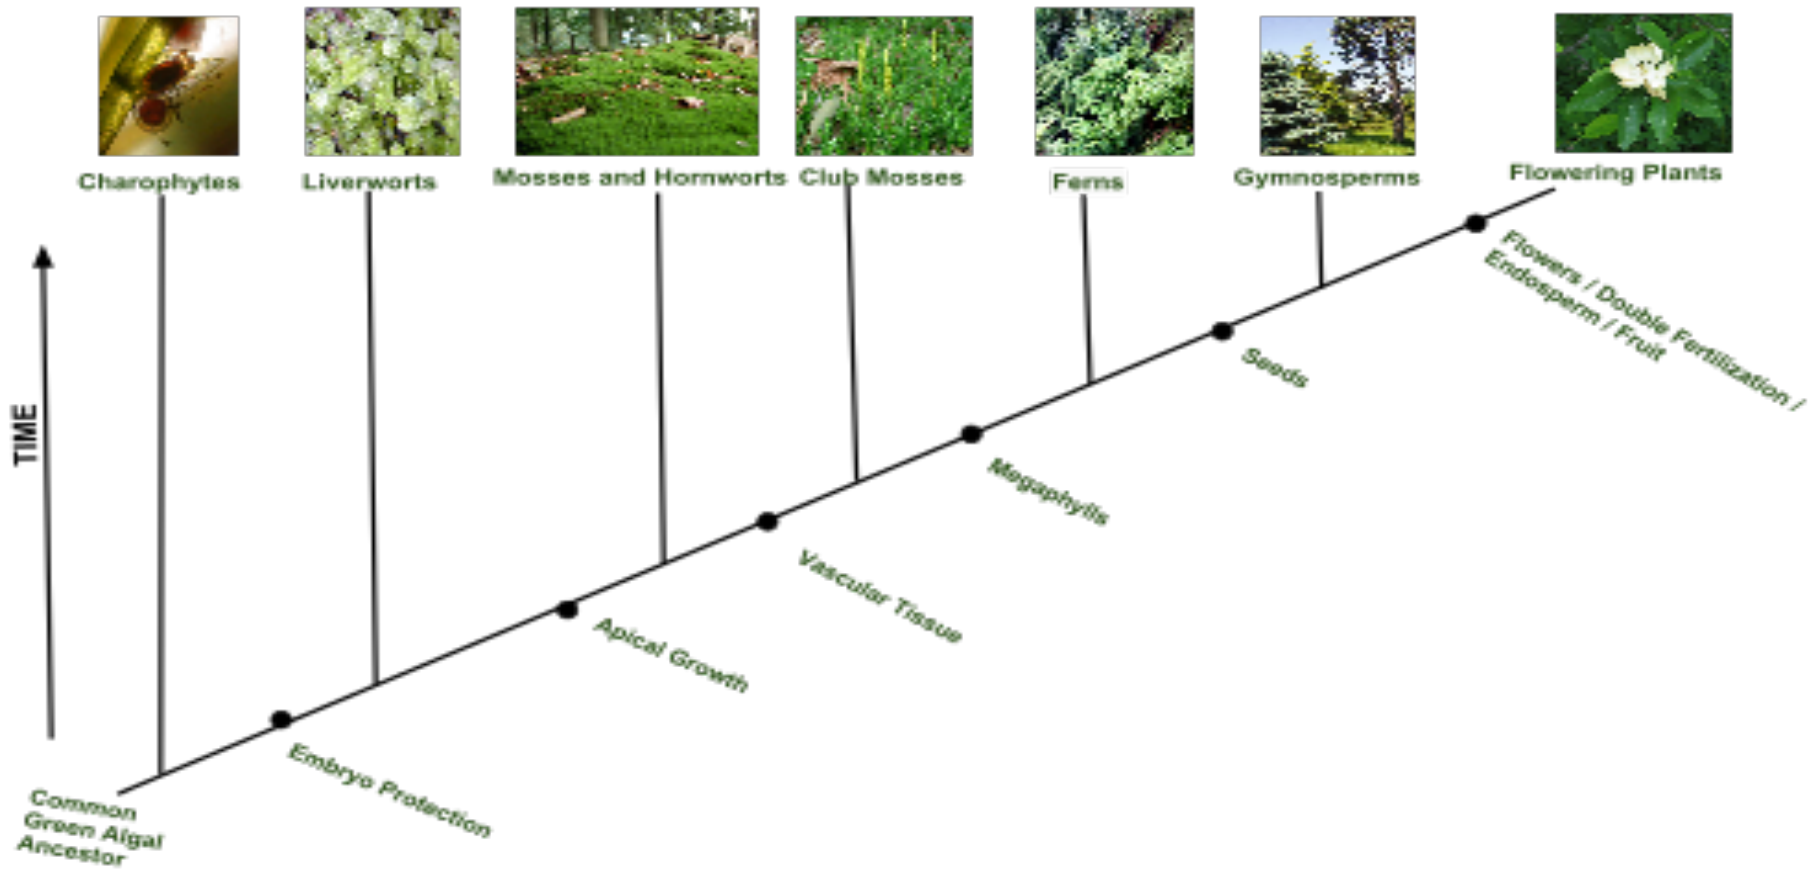 Charophytes
Liverworts
Mosses and Hornworts
Club Mosses
Ferns
Gymnosperms
Flowering Plants
TIME
Flowers / Double Fertilization /
Endosperm / Fruit
Seeds
Megaphylls
Vascular Tissue
Apical Growth
Embryo Protection
Common
Green Algal
Ancestor